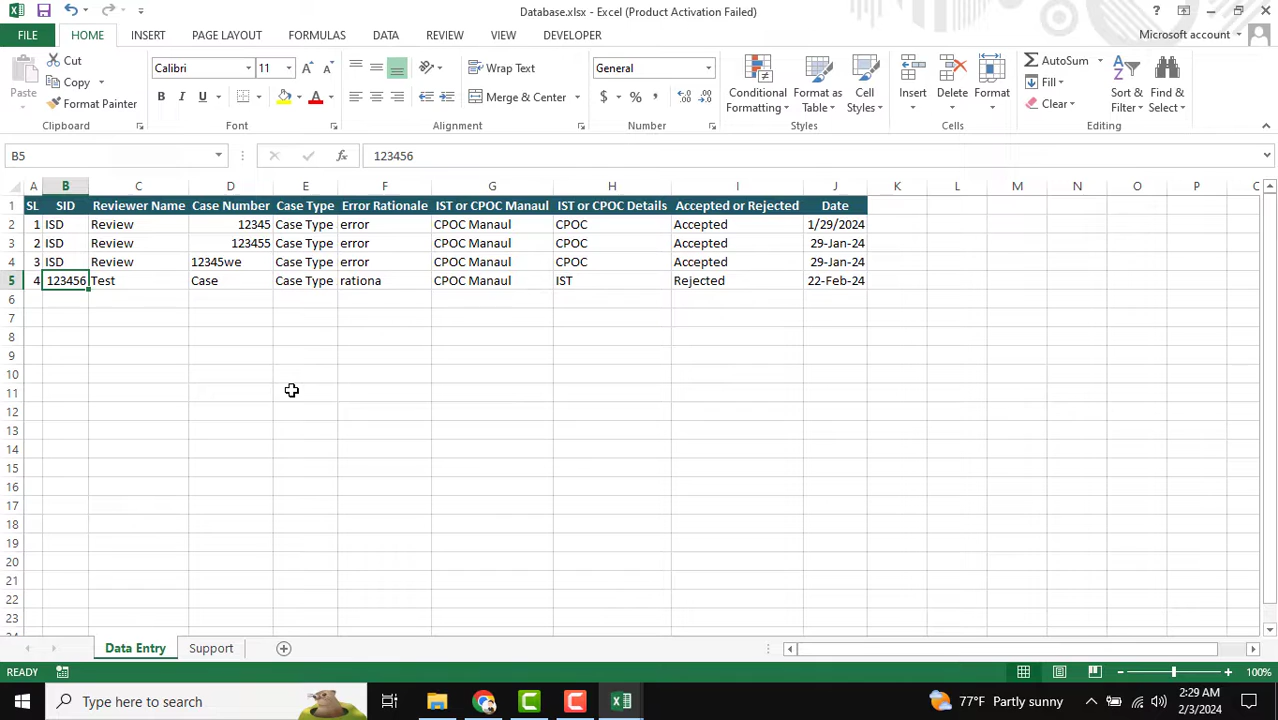 Database.xlsx - Excel (Product Activation Failed)
?
FILE HOME INSERT PAGE LAYOUT FORMULAS DATA REVIEW VIEW DEVELOPER Microsoft account
Paste Cut Copy Format Painter
Calibri 11 A A
B I U A
Wrap Text
Merge & Center
General
$ % ,
Conditional Formatting Format as Table Cell Styles
Insert Delete Format
AutoSum Fill Clear
Sort & Filter Find & Select
Clipboard Font Alignment Number Styles Cells Editing
B5 fx 123456
A B C D E F G H I J K L M N O P C
1 SL SID Reviewer Name Case Number Case Type Error Rationale IST or CPOC Manaul IST or CPOC Details Accepted or Rejected Date
2 1 ISD Review 12345 Case Type error CPOC Manaul CPOC Accepted 1/29/2024
3 2 ISD Review 123455 Case Type error CPOC Manaul CPOC Accepted 29-Jan-24
4 3 ISD Review 12345we Case Type error CPOC Manaul CPOC Accepted 29-Jan-24
5 4 123456 Test Case Case Type rationa CPOC Manaul IST Rejected 22-Feb-24
6
7
8
9
10
11
12
13
14
15
16
17
18
19
20
21
22
23
Data Entry Support
READY 100%
Type here to search 77°F Partly sunny 2:29 AM
2/3/2024